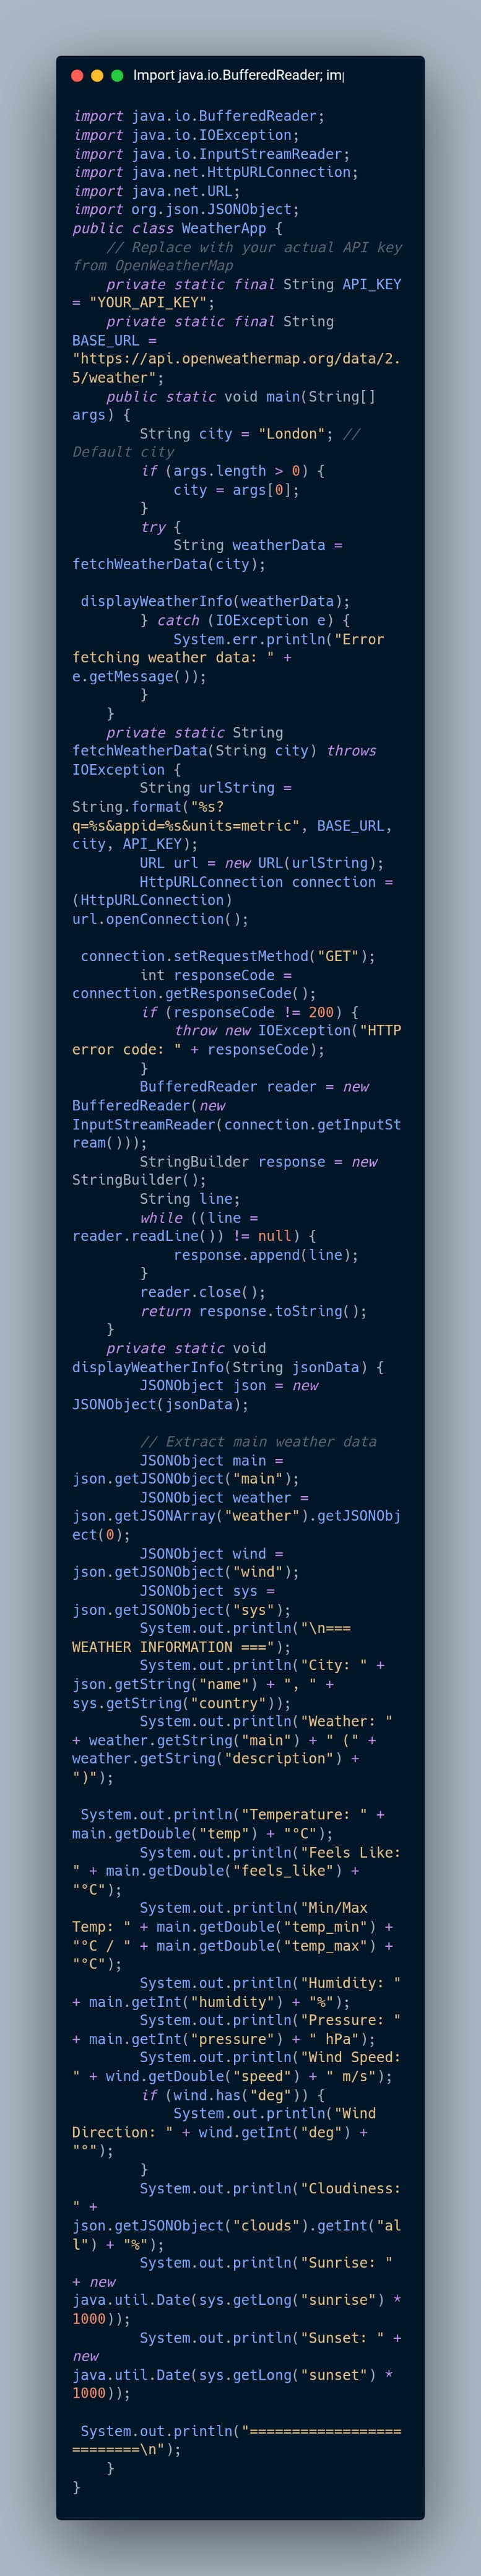 Import java.io.BufferedReader; im
import java.io.BufferedReader;
import java.io.IOException;
import java.io.InputStreamReader;
import java.net.HttpURLConnection;
import java.net.URL;
import org.json.JSONObject;
public class WeatherApp {
    // Replace with your actual API key
from OpenWeatherMap
    private static final String API_KEY
= "YOUR_API_KEY";
    private static final String
BASE_URL =
"https://api.openweathermap.org/data/2.
5/weather";
    public static void main(String[]
args) {
        String city = "London"; //
Default city
        if (args.length > 0) {
            city = args[0];
        }
        try {
            String weatherData =
fetchWeatherData(city);
 displayWeatherInfo(weatherData);
        } catch (IOException e) {
            System.err.println("Error
fetching weather data: " +
e.getMessage());
        }
    }
    private static String
fetchWeatherData(String city) throws
IOException {
        String urlString =
String.format("%s?
q=%s&appid=%s&units=metric", BASE_URL,
city, API_KEY);
        URL url = new URL(urlString);
        HttpURLConnection connection =
(HttpURLConnection)
url.openConnection();
 connection.setRequestMethod("GET");
        int responseCode =
connection.getResponseCode();
        if (responseCode != 200) {
            throw new IOException("HTTP
error code: " + responseCode);
        }
        BufferedReader reader = new
BufferedReader(new
InputStreamReader(connection.getInputSt
ream()));
        StringBuilder response = new
StringBuilder();
        String line;
        while ((line =
reader.readLine()) != null) {
            response.append(line);
        }
        reader.close();
        return response.toString();
    }
    private static void
displayWeatherInfo(String jsonData) {
        JSONObject json = new
JSONObject(jsonData);
        // Extract main weather data
        JSONObject main =
json.getJSONObject("main");
        JSONObject weather =
json.getJSONArray("weather").getJSONObj
ect(0);
        JSONObject wind =
json.getJSONObject("wind");
        JSONObject sys =
json.getJSONObject("sys");
        System.out.println("\n===
WEATHER INFORMATION ===");
        System.out.println("City: " +
json.getString("name") + ", " +
sys.getString("country"));
        System.out.println("Weather: "
+ weather.getString("main") + " (" +
weather.getString("description") +
")");
 System.out.println("Temperature: " +
main.getDouble("temp") + "°C");
        System.out.println("Feels Like:
" + main.getDouble("feels_like") +
"°C");
        System.out.println("Min/Max
Temp: " + main.getDouble("temp_min") +
"°C / " + main.getDouble("temp_max") +
"°C");
        System.out.println("Humidity: "
+ main.getInt("humidity") + "%");
        System.out.println("Pressure: "
+ main.getInt("pressure") + " hPa");
        System.out.println("Wind Speed:
" + wind.getDouble("speed") + " m/s");
        if (wind.has("deg")) {
            System.out.println("Wind
Direction: " + wind.getInt("deg") +
"°");
        }
        System.out.println("Cloudiness:
" +
json.getJSONObject("clouds").getInt("al
l") + "%");
        System.out.println("Sunrise: "
+ new
java.util.Date(sys.getLong("sunrise") *
1000));
        System.out.println("Sunset: " +
new
java.util.Date(sys.getLong("sunset") *
1000));
 System.out.println("==================
========\n");
    }
}